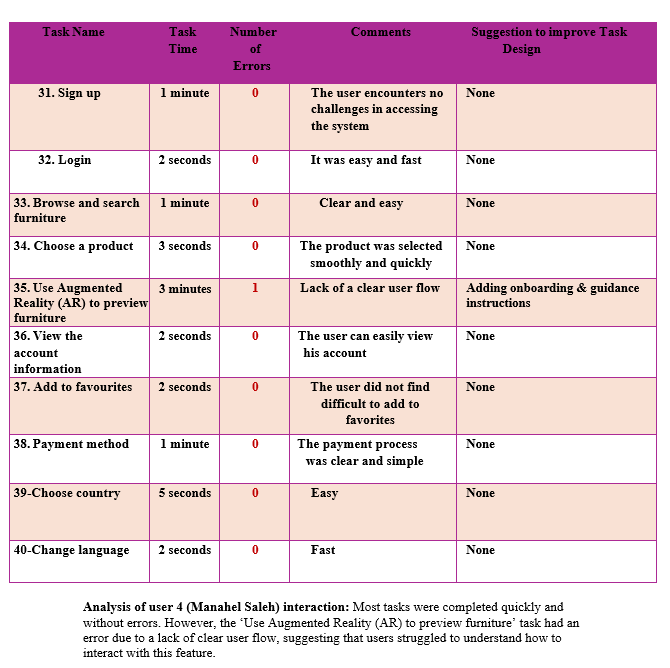 Task Name Task Number Comments Suggestion to improve Task
Time of Design
Errors
31. Sign up 1 minute 0 The user encounters no None
challenges in accessing
the system
32. Login 2 seconds 0 It was easy and fast None
33. Browse and search 1 minute 0 Clear and easy None
furniture
34. Choose a product 3 seconds 0 The product was selected None
smoothly and quickly
35. Use Augmented 3 minutes 1 Lack of a clear user flow Adding onboarding & guidance
Reality (AR) to preview instructions
furniture
36. View the 2 seconds 0 The user can easily view None
account his account
information
37. Add to favourites 2 seconds 0 The user did not find None
difficult to add to
favorites
38. Payment method 1 minute 0 The payment process None
was clear and simple
39-Choose country 5 seconds 0 Easy None
40-Change language 2 seconds 0 Fast None
Analysis of user 4 (Manahel Saleh) interaction: Most tasks were completed quickly and
without errors. However, the ‘Use Augmented Reality (AR) to preview furniture’ task had an
error due to a lack of clear user flow, suggesting that users struggled to understand how to
interact with this feature.